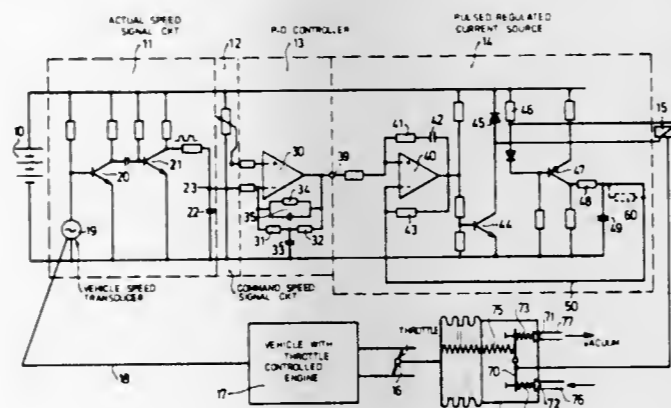 ACTUAL SPEED
SIGNAL CKT
11
P-D CONTROLLER
13
PULSED REGULATED
CURRENT SOURCE
14
12
10
20
21
23
22
19
VEHICLE SPEED
TRANSDUCER
30
34
35
31
32
33
COMMAND SPEED
SIGNAL CKT
39
41
42
40
43
45
46
44
47
48
49
60
15
50
18
VEHICLE WITH
THROTTLE
CONTROLLED
ENGINE
17
THROTTLE
16
75
73
71
77
VACUUM
70
72
76